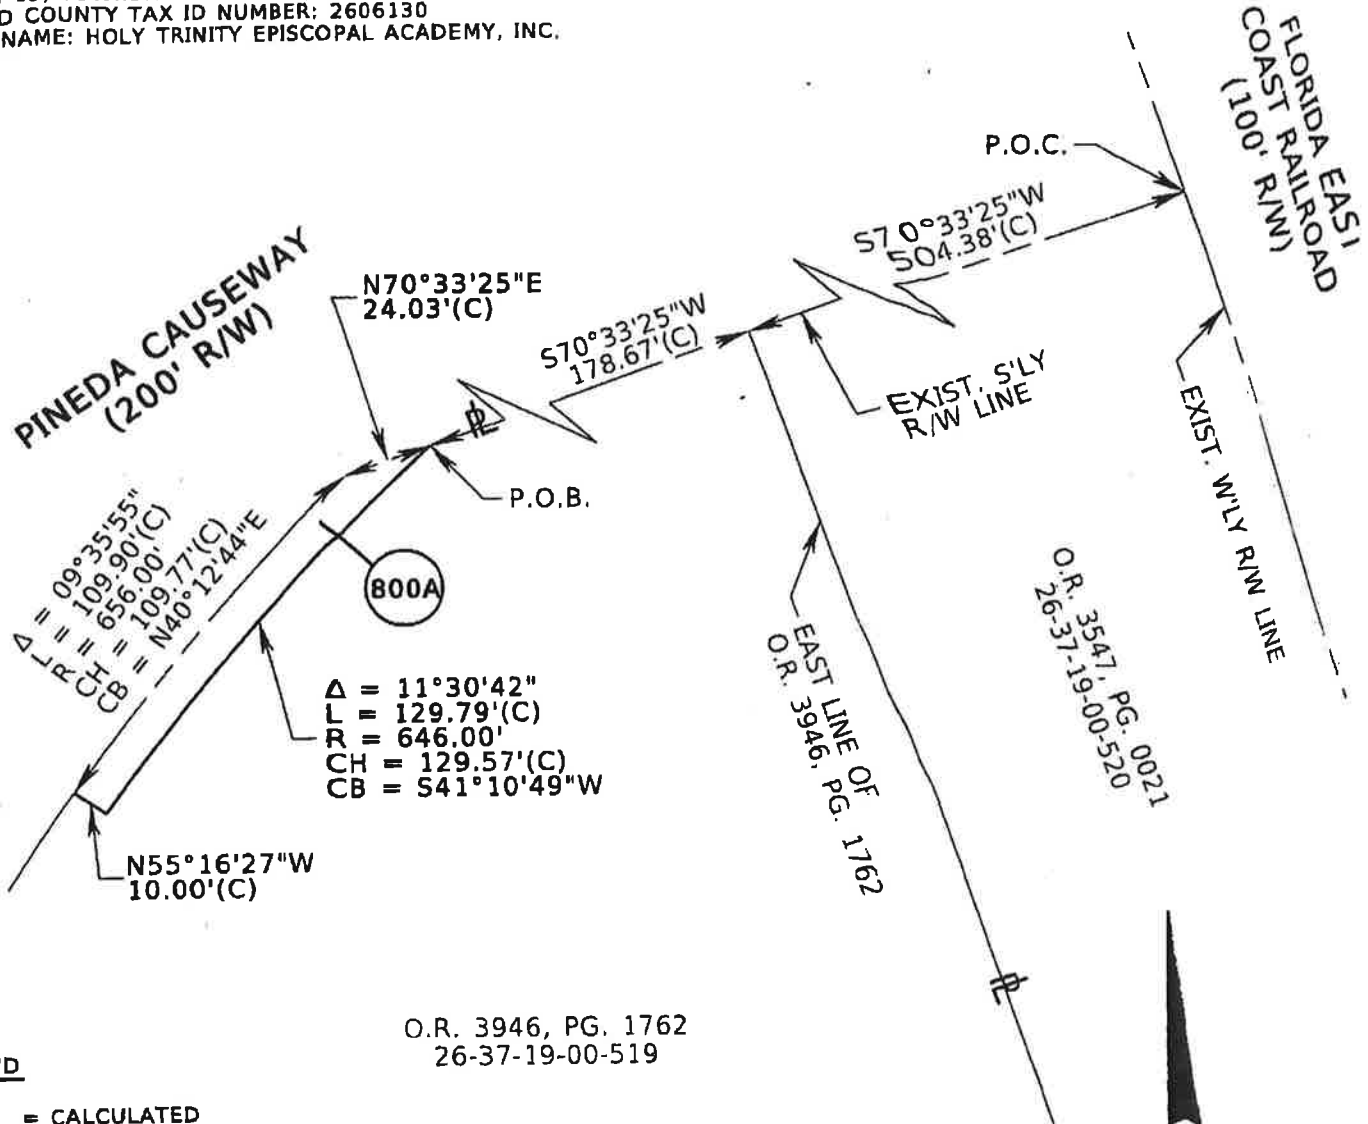 D COUNTY TAX ID NUMBER: 2606130
NAME: HOLY TRINITY EPISCOPAL ACADEMY, INC.
FLORIDA EAST
COAST RAILROAD
(100' R/W)
P.O.C.
S70°33'25"W
504.38'(C)
PINEDA CAUSEWAY
(200' R/W)
N70°33'25"E
24.03'(C)
S70°33'25"W
178.67'(C)
EXIST. S'LY
R/W LINE
EXIST. W'LY R/W LINE
P.O.B.
Δ = 09°35'55"
L = 109.90'(C)
R = 656.00'
CH = 109.77'(C)
CB = N40°12'44"E
800A
Δ = 11°30'42"
L = 129.79'(C)
R = 646.00'
CH = 129.57'(C)
CB = S41°10'49"W
EAST LINE OF
O.R. 3946, PG. 1762
O.R. 3547, PG. 0021
26-37-19-00-520
N55°16'27"W
10.00'(C)
O.R. 3946, PG. 1762
26-37-19-00-519
D
= CALCULATED